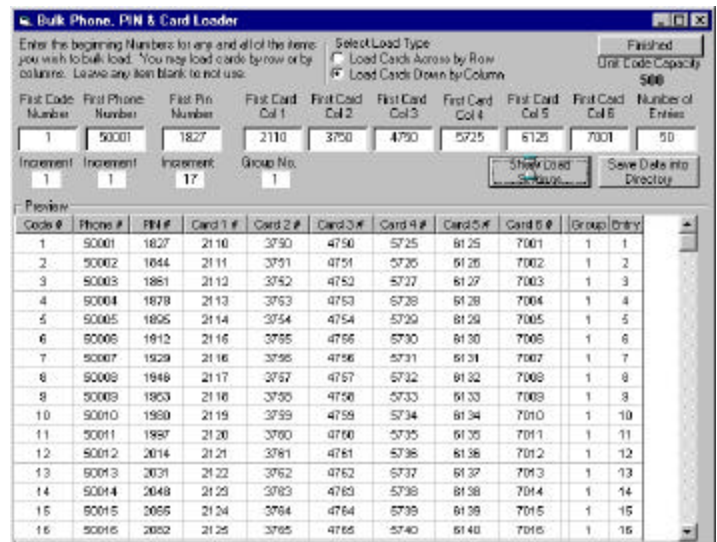 Bulk Phone, PIN & Card Loader
Enter the beginning Numbers for any and all of the items
you wish to bulk load. You may load cards by row or by
columns. Leave any item blank to not use.
Select Load Type
Load Cards Across by Row
Load Cards Down by Column
Finished
Unit Code Capacity
500
First Code Number
First Phone Number
First Pin Number
First Card Col 1
First Card Col 2
First Card Col 3
First Card Col 4
First Card Col 5
First Card Col 6
Number of Entries
1 50001 1827 2110 3750 4750 5725 6125 7001 50
Increment Increment Increment Group No.
1 1 17 1
Show Load
Save Data into Directory
Preview
Code # Phone # PIN # Card 1 # Card 2 # Card 3 # Card 4 # Card 5 # Card 6 # Group Entry
1 50001 1827 2110 3750 4750 5725 6125 7001 1 1
2 50002 1844 2111 3751 4751 5726 6126 7002 1 2
3 50003 1861 2112 3752 4752 5727 6127 7003 1 3
4 50004 1878 2113 3753 4753 5728 6128 7004 1 4
5 50005 1895 2114 3754 4754 5729 6129 7005 1 5
6 50006 1912 2115 3755 4755 5730 6130 7006 1 6
7 50007 1929 2116 3756 4756 5731 6131 7007 1 7
8 50008 1946 2117 3757 4757 5732 6132 7008 1 8
9 50009 1963 2118 3758 4758 5733 6133 7009 1 9
10 50010 1980 2119 3759 4759 5734 6134 7010 1 10
11 50011 1997 2120 3760 4760 5735 6135 7011 1 11
12 50012 2014 2121 3761 4761 5736 6136 7012 1 12
13 50013 2031 2122 3762 4762 5737 6137 7013 1 13
14 50014 2048 2123 3763 4763 5738 6138 7014 1 14
15 50015 2065 2124 3764 4764 5739 6139 7015 1 15
16 50016 2082 2125 3765 4765 5740 6140 7016 1 16